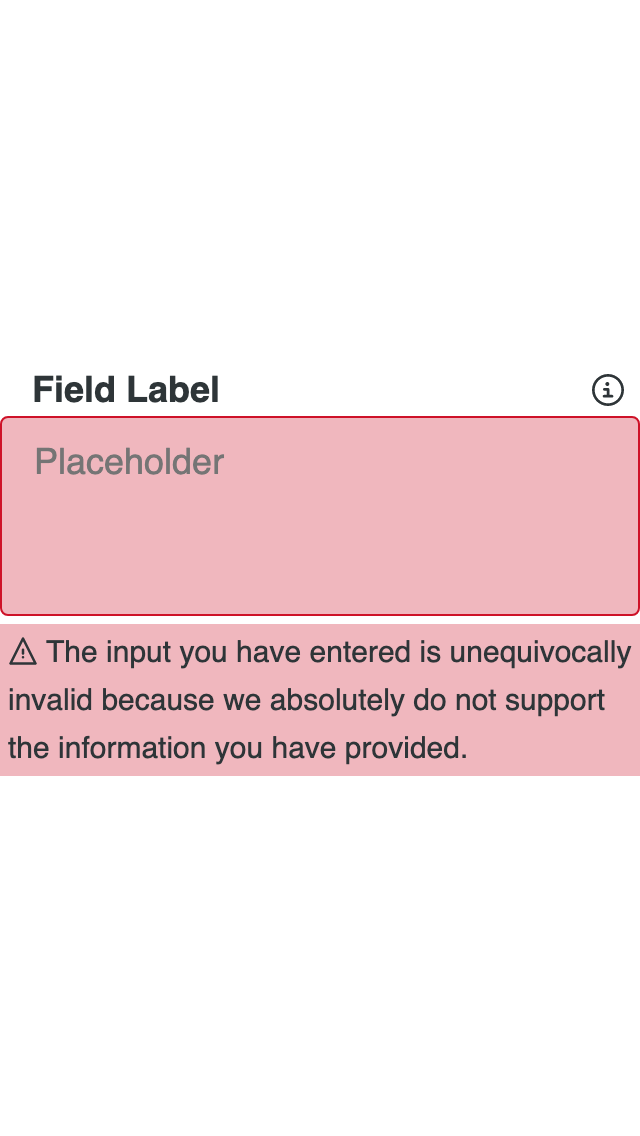 Field Label
Placeholder
The input you have entered is unequivocally
invalid because we absolutely do not support
the information you have provided.